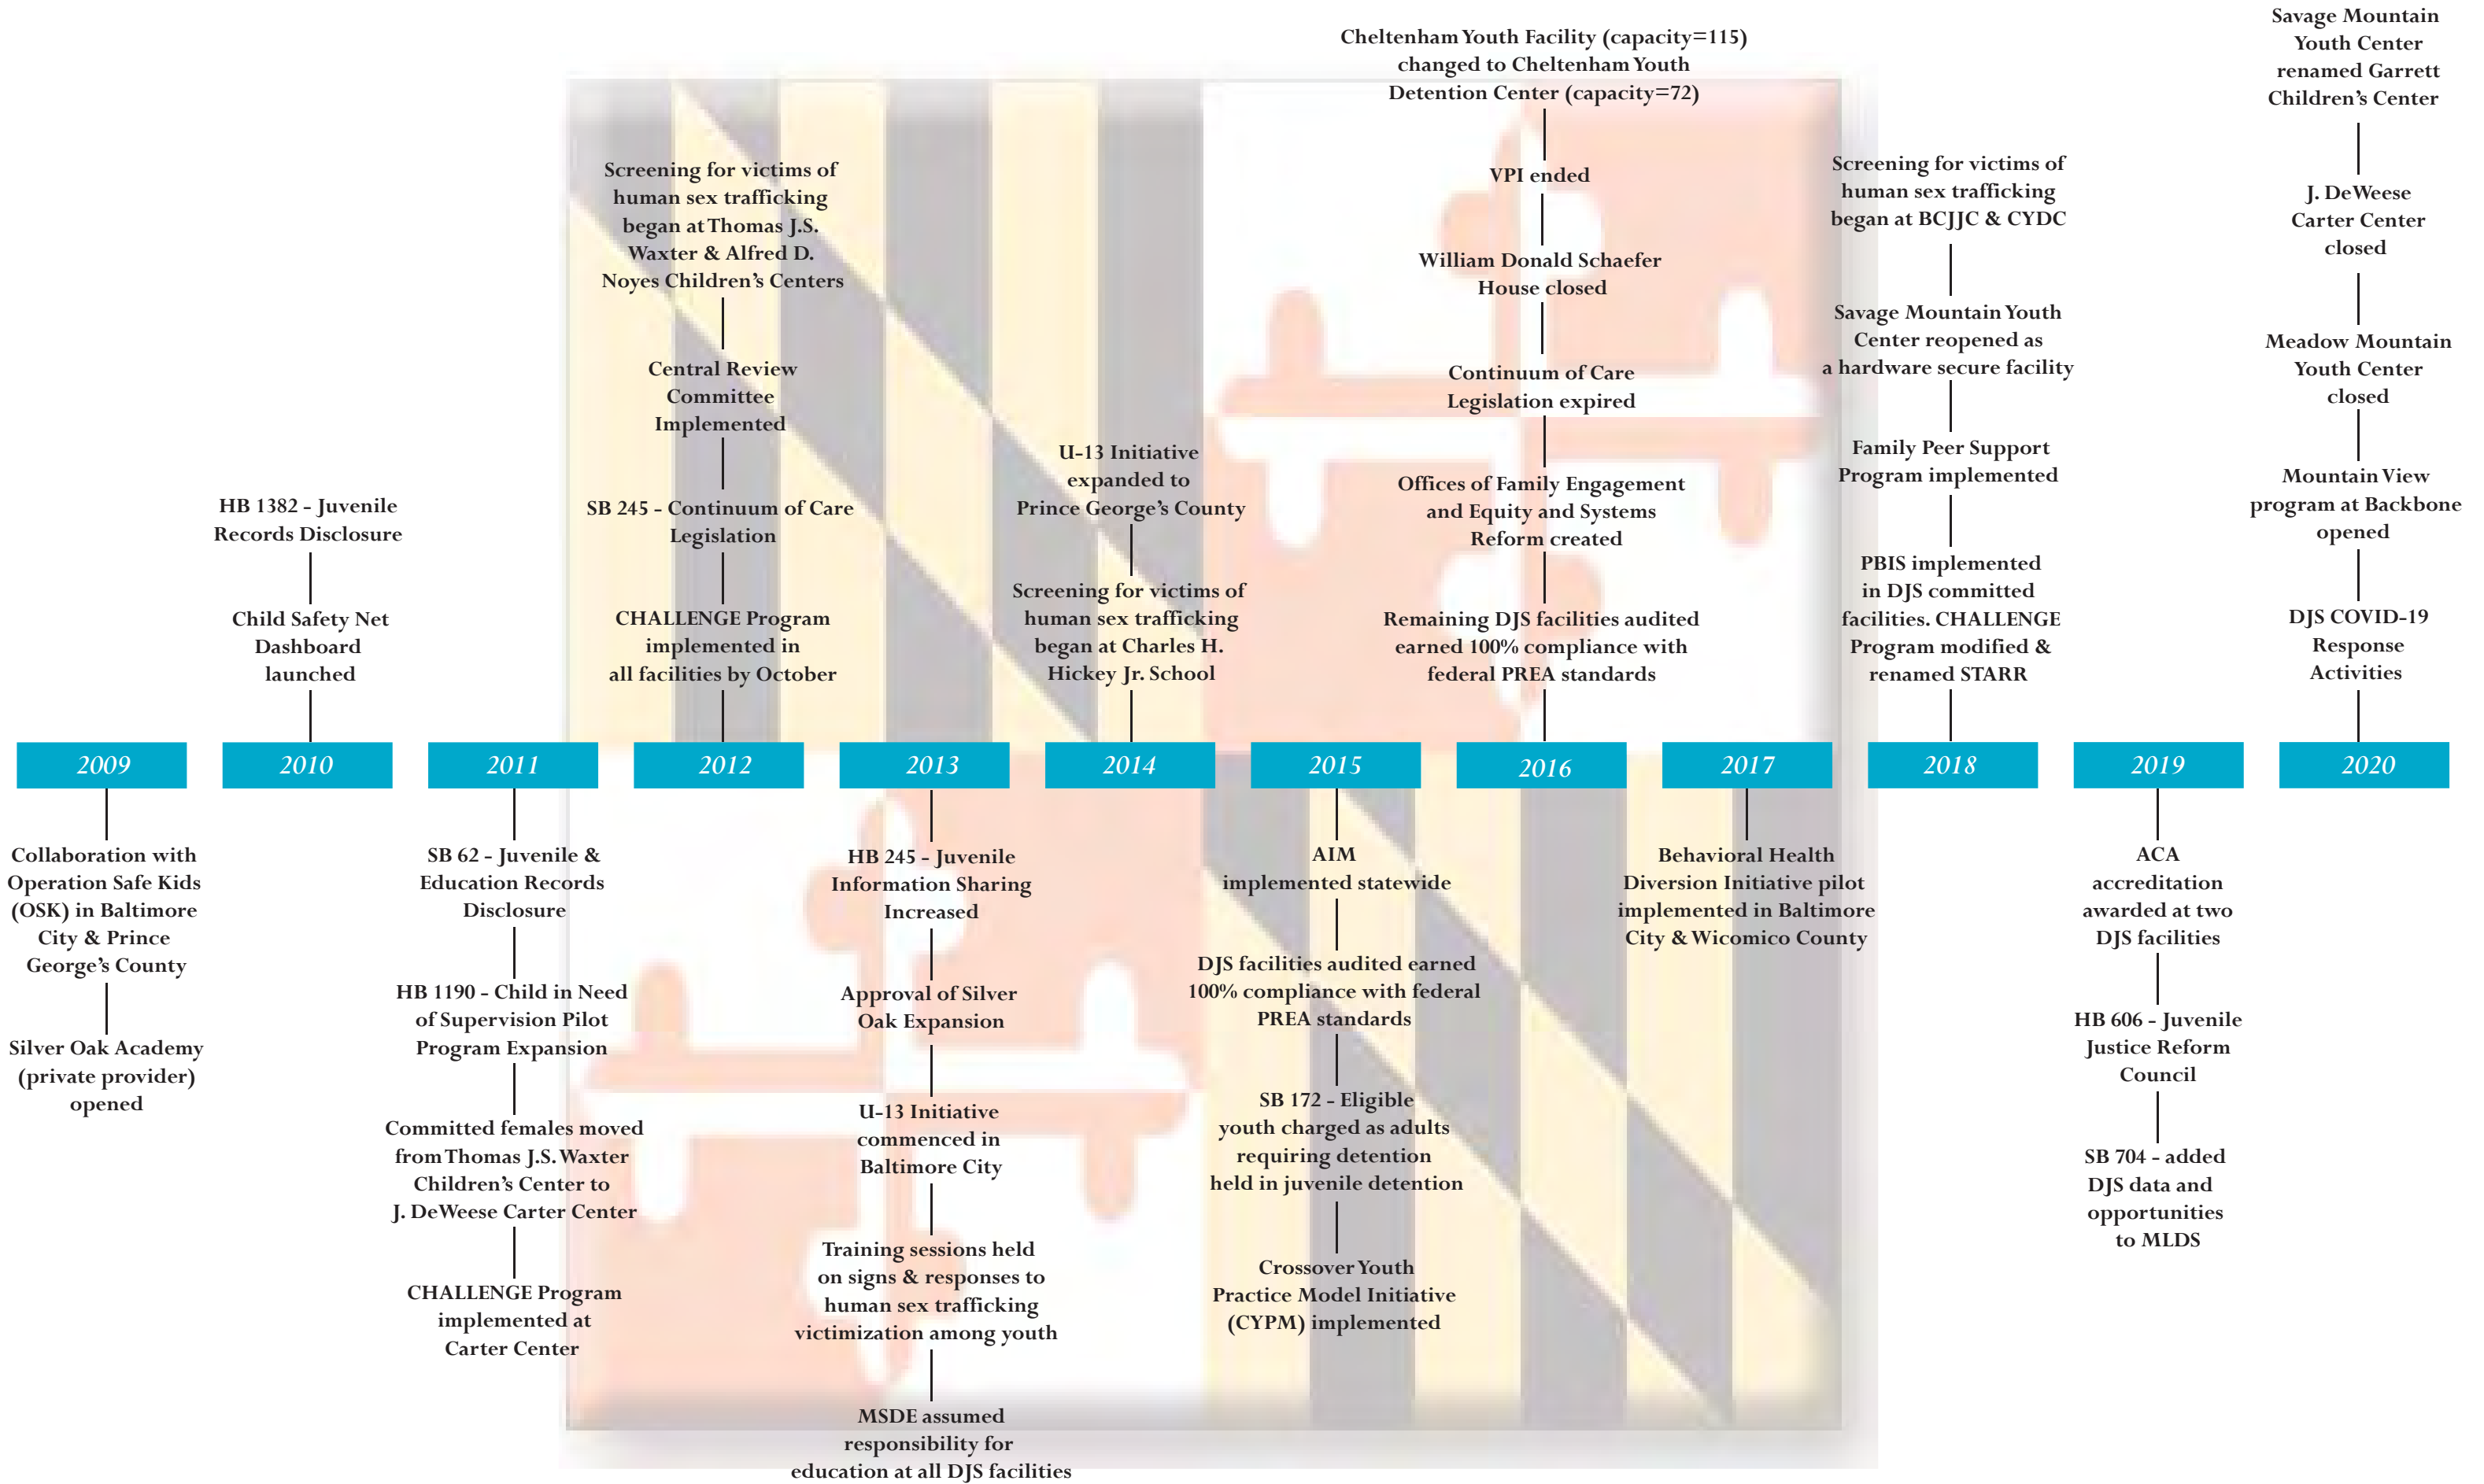 2009
Collaboration with
Operation Safe Kids
(OSK) in Baltimore
City & Prince
George's County
Silver Oak Academy
(private provider)
opened
HB 1382 - Juvenile
Records Disclosure
Child Safety Net
Dashboard
launched
2010
2011
SB 62 - Juvenile &
Education Records
Disclosure
HB 1190 - Child in Need
of Supervision Pilot
Program Expansion
Committed females moved
from Thomas J.S. Waxter
Children's Center to
J. DeWeese Carter Center
CHALLENGE Program
implemented at
Carter Center
Screening for victims of
human sex trafficking
began at Thomas J.S.
Waxter & Alfred D.
Noyes Children's Centers
Central Review
Committee
Implemented
SB 245 - Continuum of Care
Legislation
CHALLENGE Program
implemented in
all facilities by October
2012
2013
HB 245 - Juvenile
Information Sharing
Increased
Approval of Silver
Oak Expansion
U-13 Initiative
commenced in
Baltimore City
Training sessions held
on signs & responses to
human sex trafficking
victimization among youth
MSDE assumed
responsibility for
education at all DJS facilities
U-13 Initiative
expanded to
Prince George's County
Screening for victims of
human sex trafficking
began at Charles H.
Hickey Jr. School
2014
2015
AIM
implemented statewide
DJS facilities audited earned
100% compliance with federal
PREA standards
SB 172 - Eligible
youth charged as adults
requiring detention
held in juvenile detention
Crossover Youth
Practice Model Initiative
(CYPM) implemented
Cheltenham Youth Facility (capacity=115)
changed to Cheltenham Youth
Detention Center (capacity=72)
VPI ended
William Donald Schaefer
House closed
Continuum of Care
Legislation expired
Offices of Family Engagement
and Equity and Systems
Reform created
Remaining DJS facilities audited
earned 100% compliance with
federal PREA standards
2016
2017
Behavioral Health
Diversion Initiative pilot
implemented in Baltimore
City & Wicomico County
Screening for victims of
human sex trafficking
began at BCJJC & CYDC
Savage Mountain Youth
Center reopened as
a hardware secure facility
Family Peer Support
Program implemented
PBIS implemented
in DJS committed
facilities. CHALLENGE
Program modified &
renamed STARR
2018
2019
ACA
accreditation
awarded at two
DJS facilities
HB 606 - Juvenile
Justice Reform
Council
SB 704 - added
DJS data and
opportunities
to MLDS
Savage Mountain
Youth Center
renamed Garrett
Children's Center
J. DeWeese
Carter Center
closed
Meadow Mountain
Youth Center
closed
Mountain View
program at Backbone
opened
DJS COVID-19
Response
Activities
2020